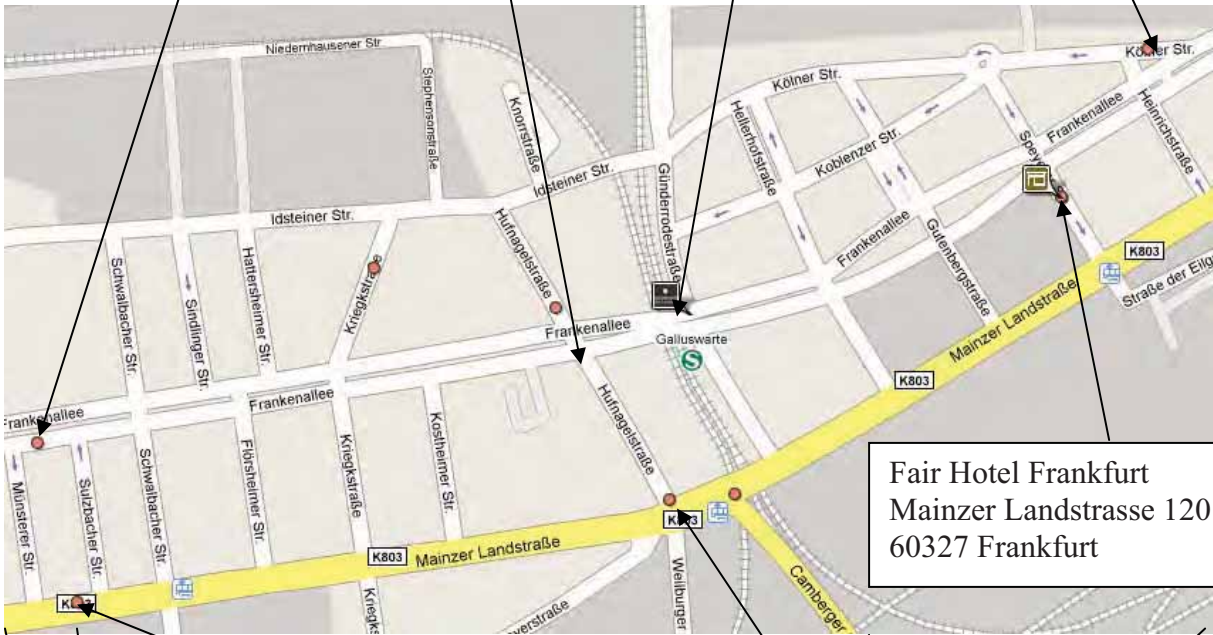 Niedernhausener Str.
Stephensonstraße
Knorrstraße
Idsteiner Str.
Idsteiner Str.
Kölner Str.
Kölner Str.
Hellerhofstraße
Koblenzer Str.
Frankenallee
Heinrichstraße
Günderrodestraße
Gutenbergstraße
Frankenallee
K803
Straße der
Mainzer Landstraße
K803
Schwalbacher Str.
Sindlinger Str.
Hattersheimer Str.
Kriegkstraße
Hufnagelstraße
Frankenallee
Galluswarte
S
Frankenallee
Frankenallee
Hufnagelstraße
Münsterer Str.
Sulzbacher Str.
Schwalbacher Str.
Flörsheimer Str.
Kriegkstraße
Kostheimer Str.
Fair Hotel Frankfurt
Mainzer Landstrasse 120
60327 Frankfurt
K803
Mainzer Landstraße
K803
Weilburger
Camberger